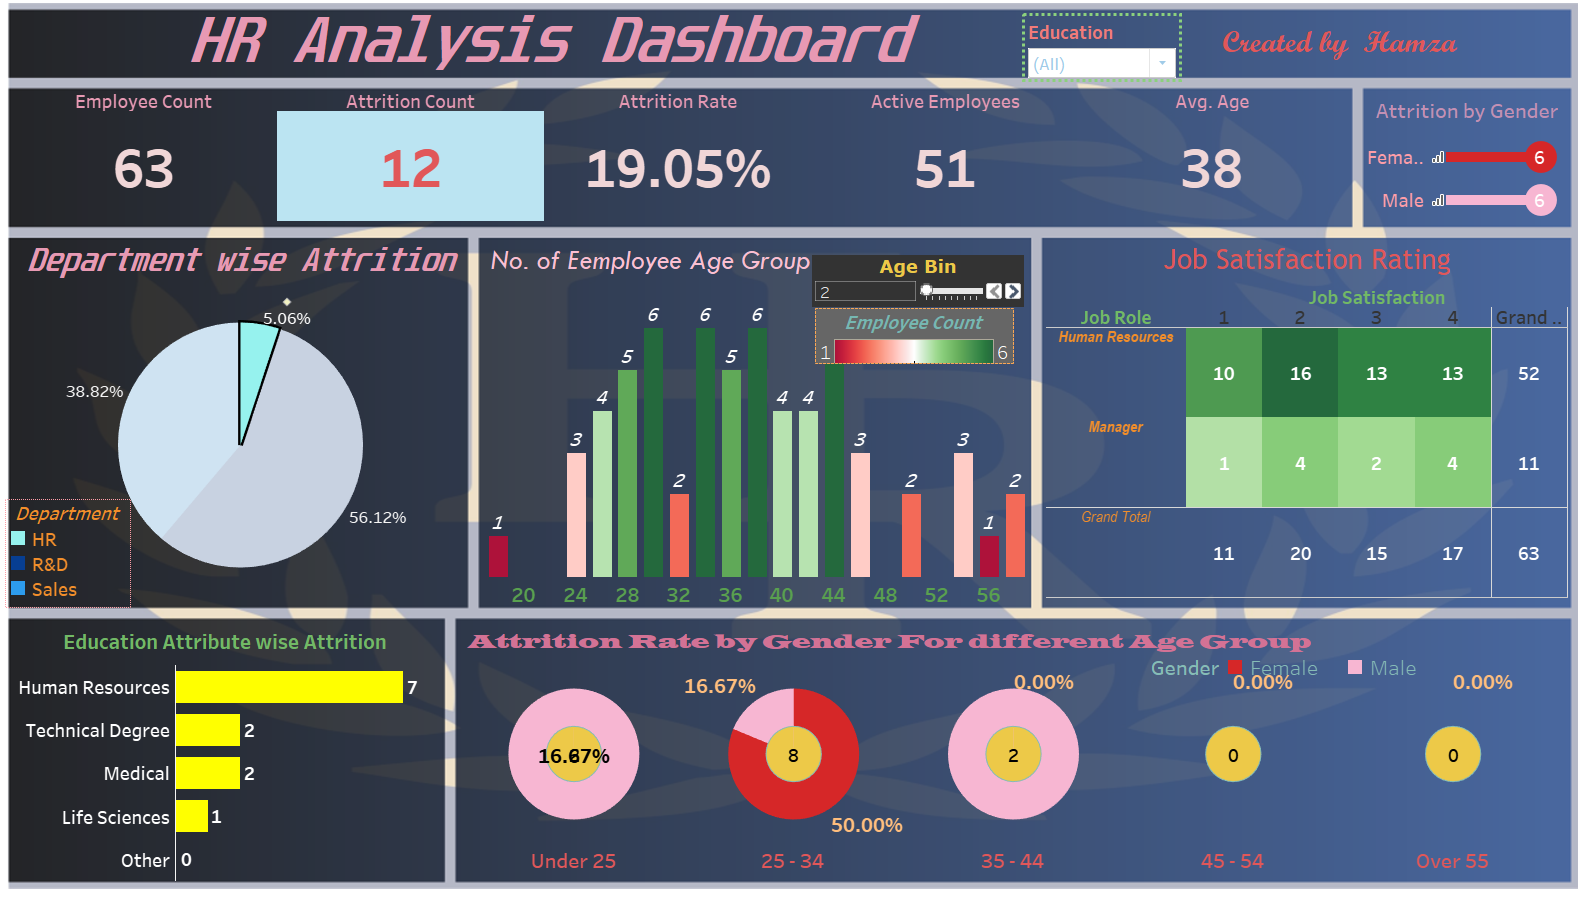 HR Analysis Dashboard
Education
(All)
Created by Hamza
Employee Count
63
Attrition Count
12
Attrition Rate
19.05%
Active Employees
51
Avg. Age
38
Attrition by Gender
Fema..
6
Male
6
Department wise Attrition
5.06%
38.82%
56.12%
Department
HR
R&D
Sales
No. of Eemployee Age Group
Age Bin
2
Employee Count
1 6
1 3 4 5 6 2 6 5 6 4 4 3 2 3 1 2
20 24 28 32 36 40 44 48 52 56
Job Satisfaction Rating
Job Satisfaction
Job Role 1 2 3 4 Grand ..
Human Resources 10 16 13 13 52
Manager 1 4 2 4 11
Grand Total 11 20 15 17 63
Education Attribute wise Attrition
Human Resources 7
Technical Degree 2
Medical 2
Life Sciences 1
Other 0
Attrition Rate by Gender For different Age Group
Gender Female Male
16.67%
16.67%
8
50.00%
0.00%
2
0.00%
0
0.00%
0
Under 25 25 - 34 35 - 44 45 - 54 Over 55